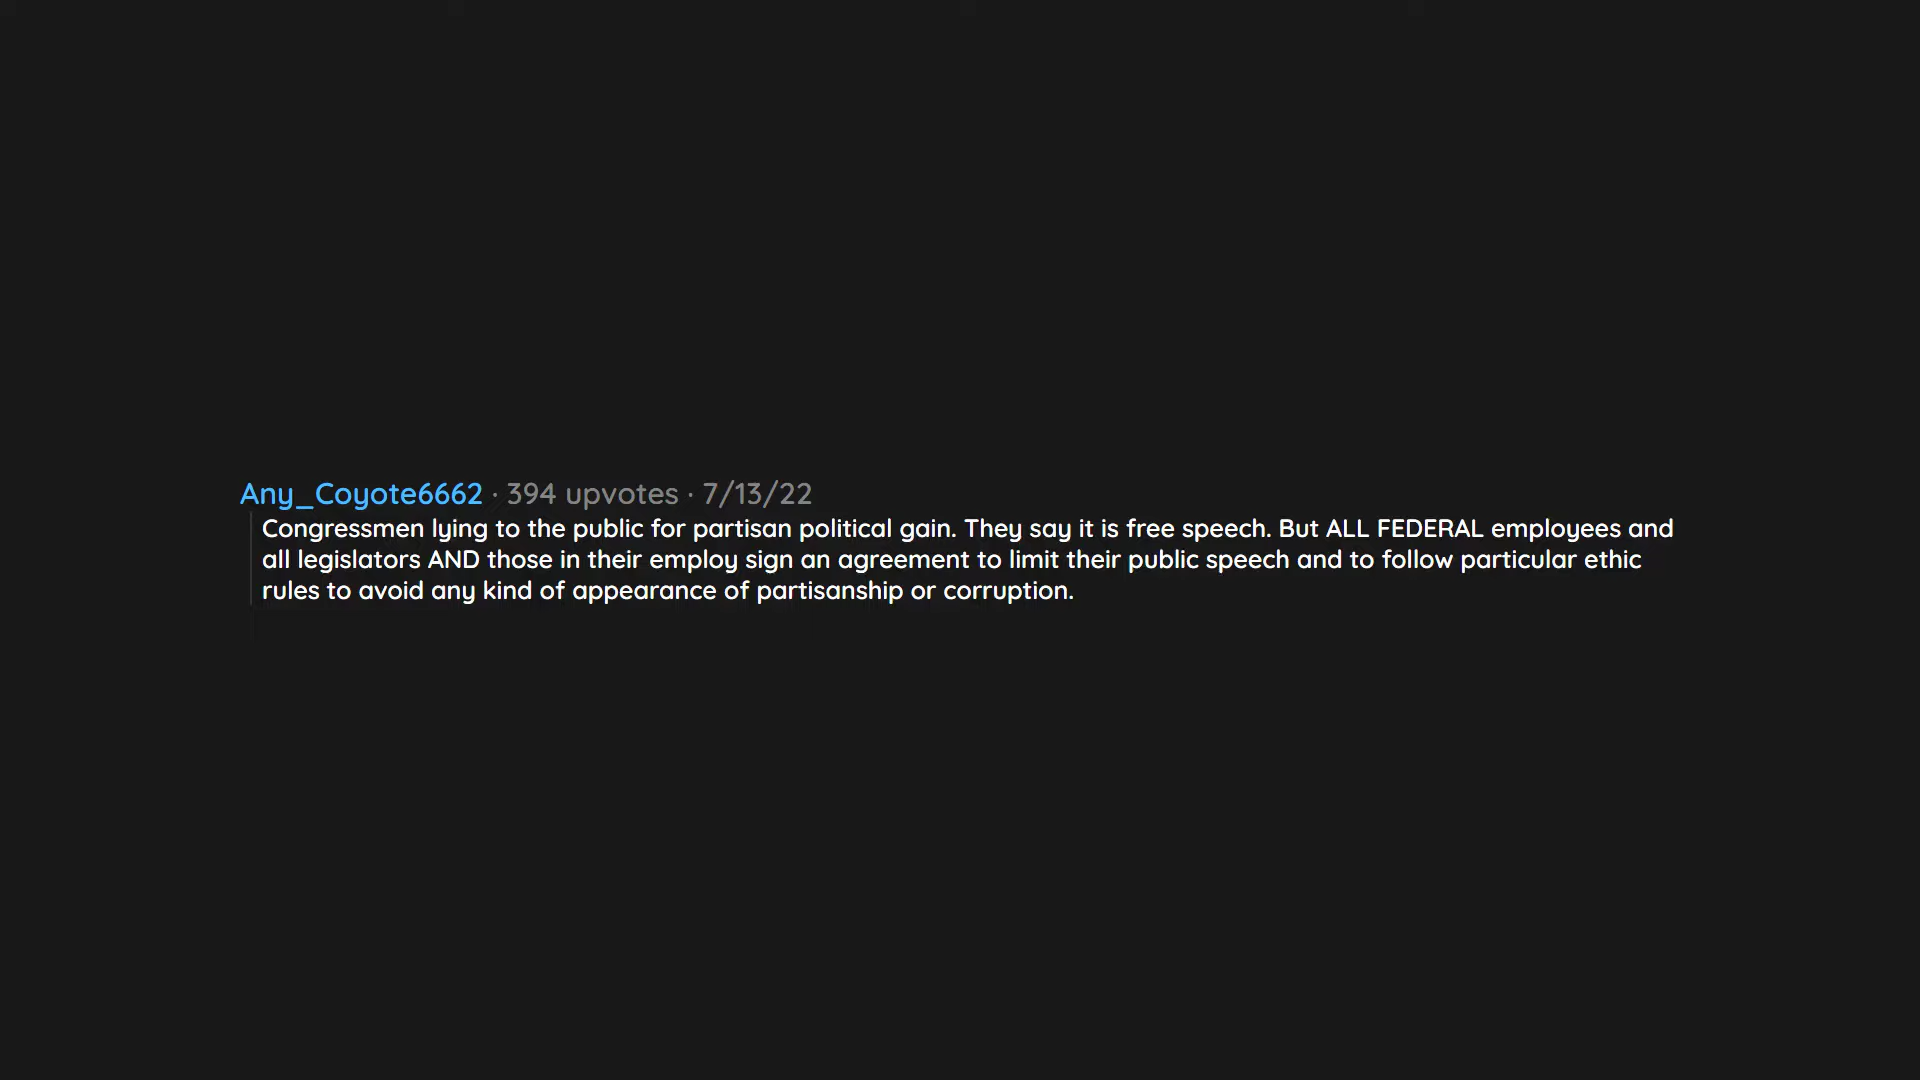 Any_Coyote6662 · 394 upvotes · 7/13/22
Congressmen lying to the public for partisan political gain. They say it is free speech. But ALL FEDERAL employees and
all legislators AND those in their employ sign an agreement to limit their public speech and to follow particular ethic
rules to avoid any kind of appearance of partisanship or corruption.